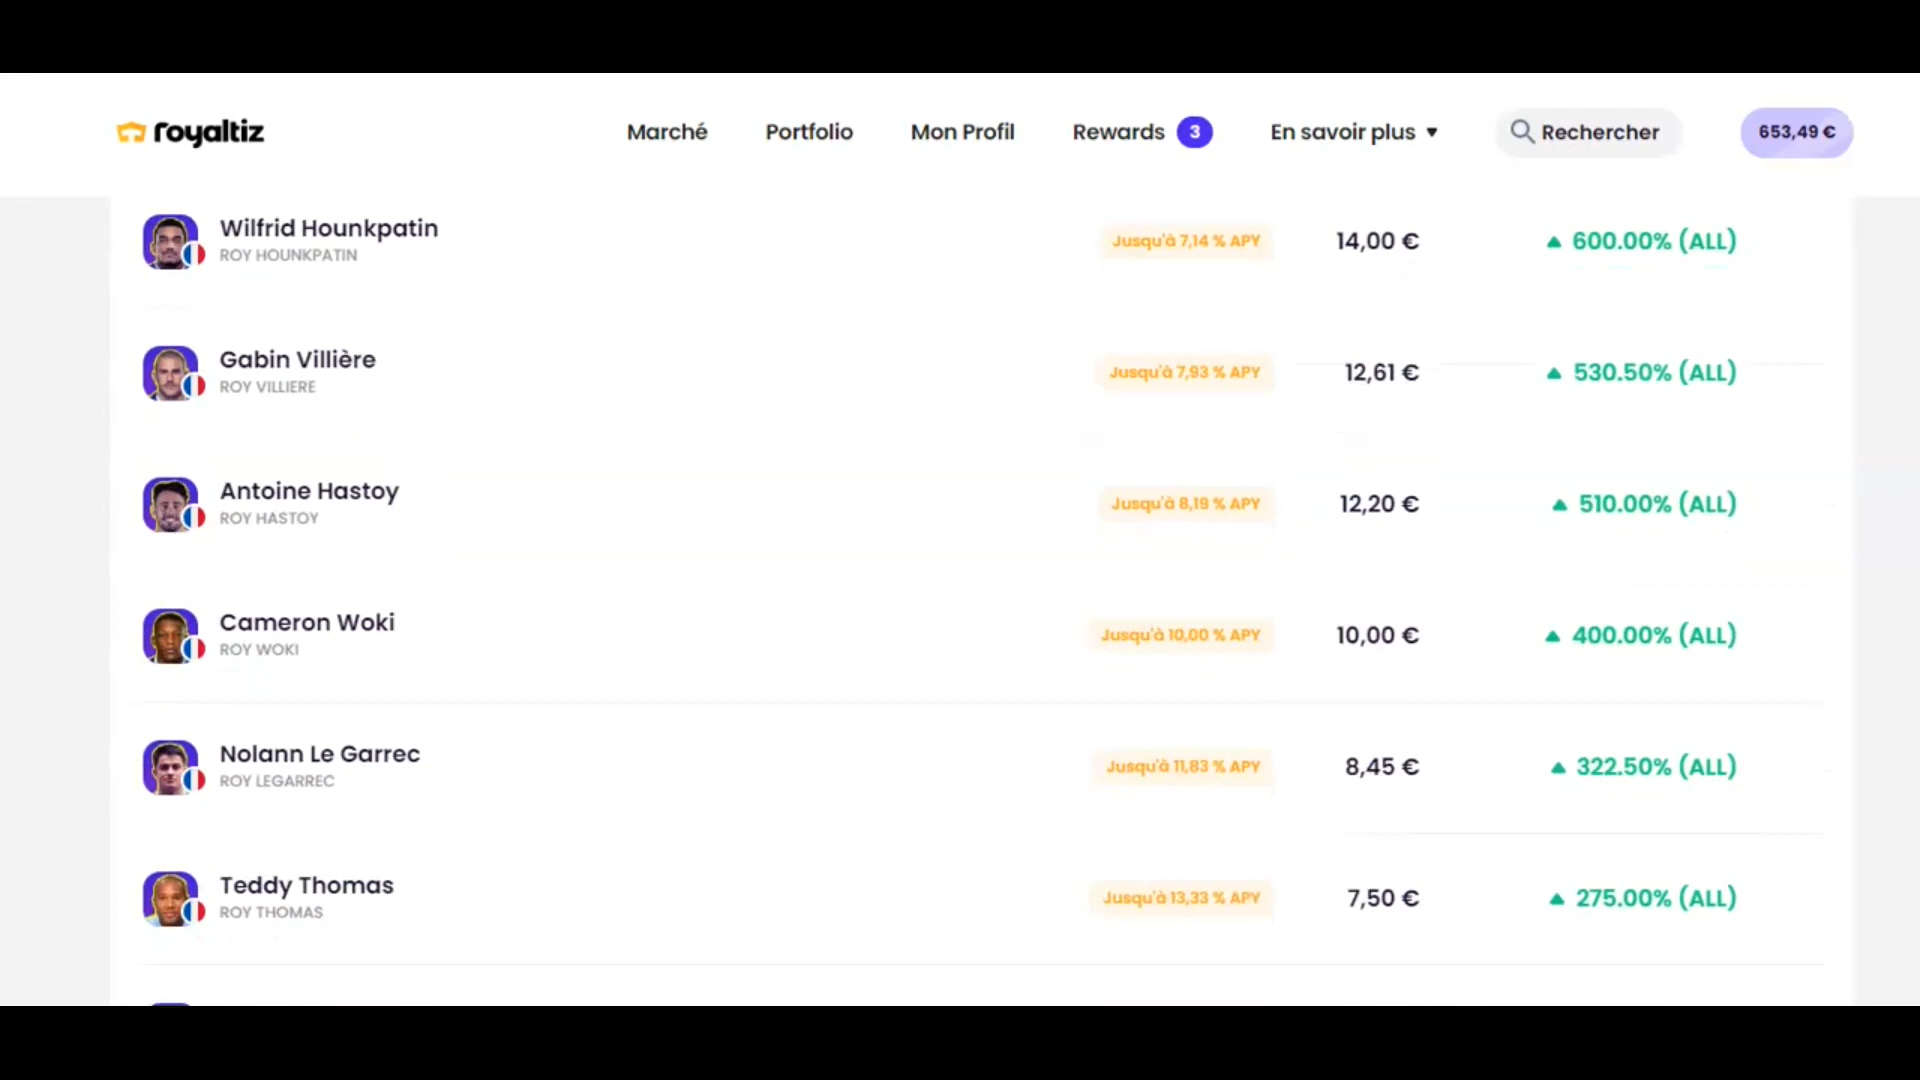 royaltiz
Marché
Portfolio
Mon Profil
Rewards 3
En savoir plus ▼
Rechercher
653,49 €
Wilfrid Hounkpatin
ROY HOUNKPATIN
Jusqu'à 7,14 % APY
14,00 €
▲ 600.00% (ALL)
Gabin Villière
ROY VILLIERE
Jusqu'à 7,93 % APY
12,61 €
▲ 530.50% (ALL)
Antoine Hastoy
ROY HASTOY
Jusqu'à 8,19 % APY
12,20 €
▲ 510.00% (ALL)
Cameron Woki
ROY WOKI
Jusqu'à 10,00 % APY
10,00 €
▲ 400.00% (ALL)
Nolann Le Garrec
ROY LEGARREC
Jusqu'à 11,83 % APY
8,45 €
▲ 322.50% (ALL)
Teddy Thomas
ROY THOMAS
Jusqu'à 13,33 % APY
7,50 €
▲ 275.00% (ALL)